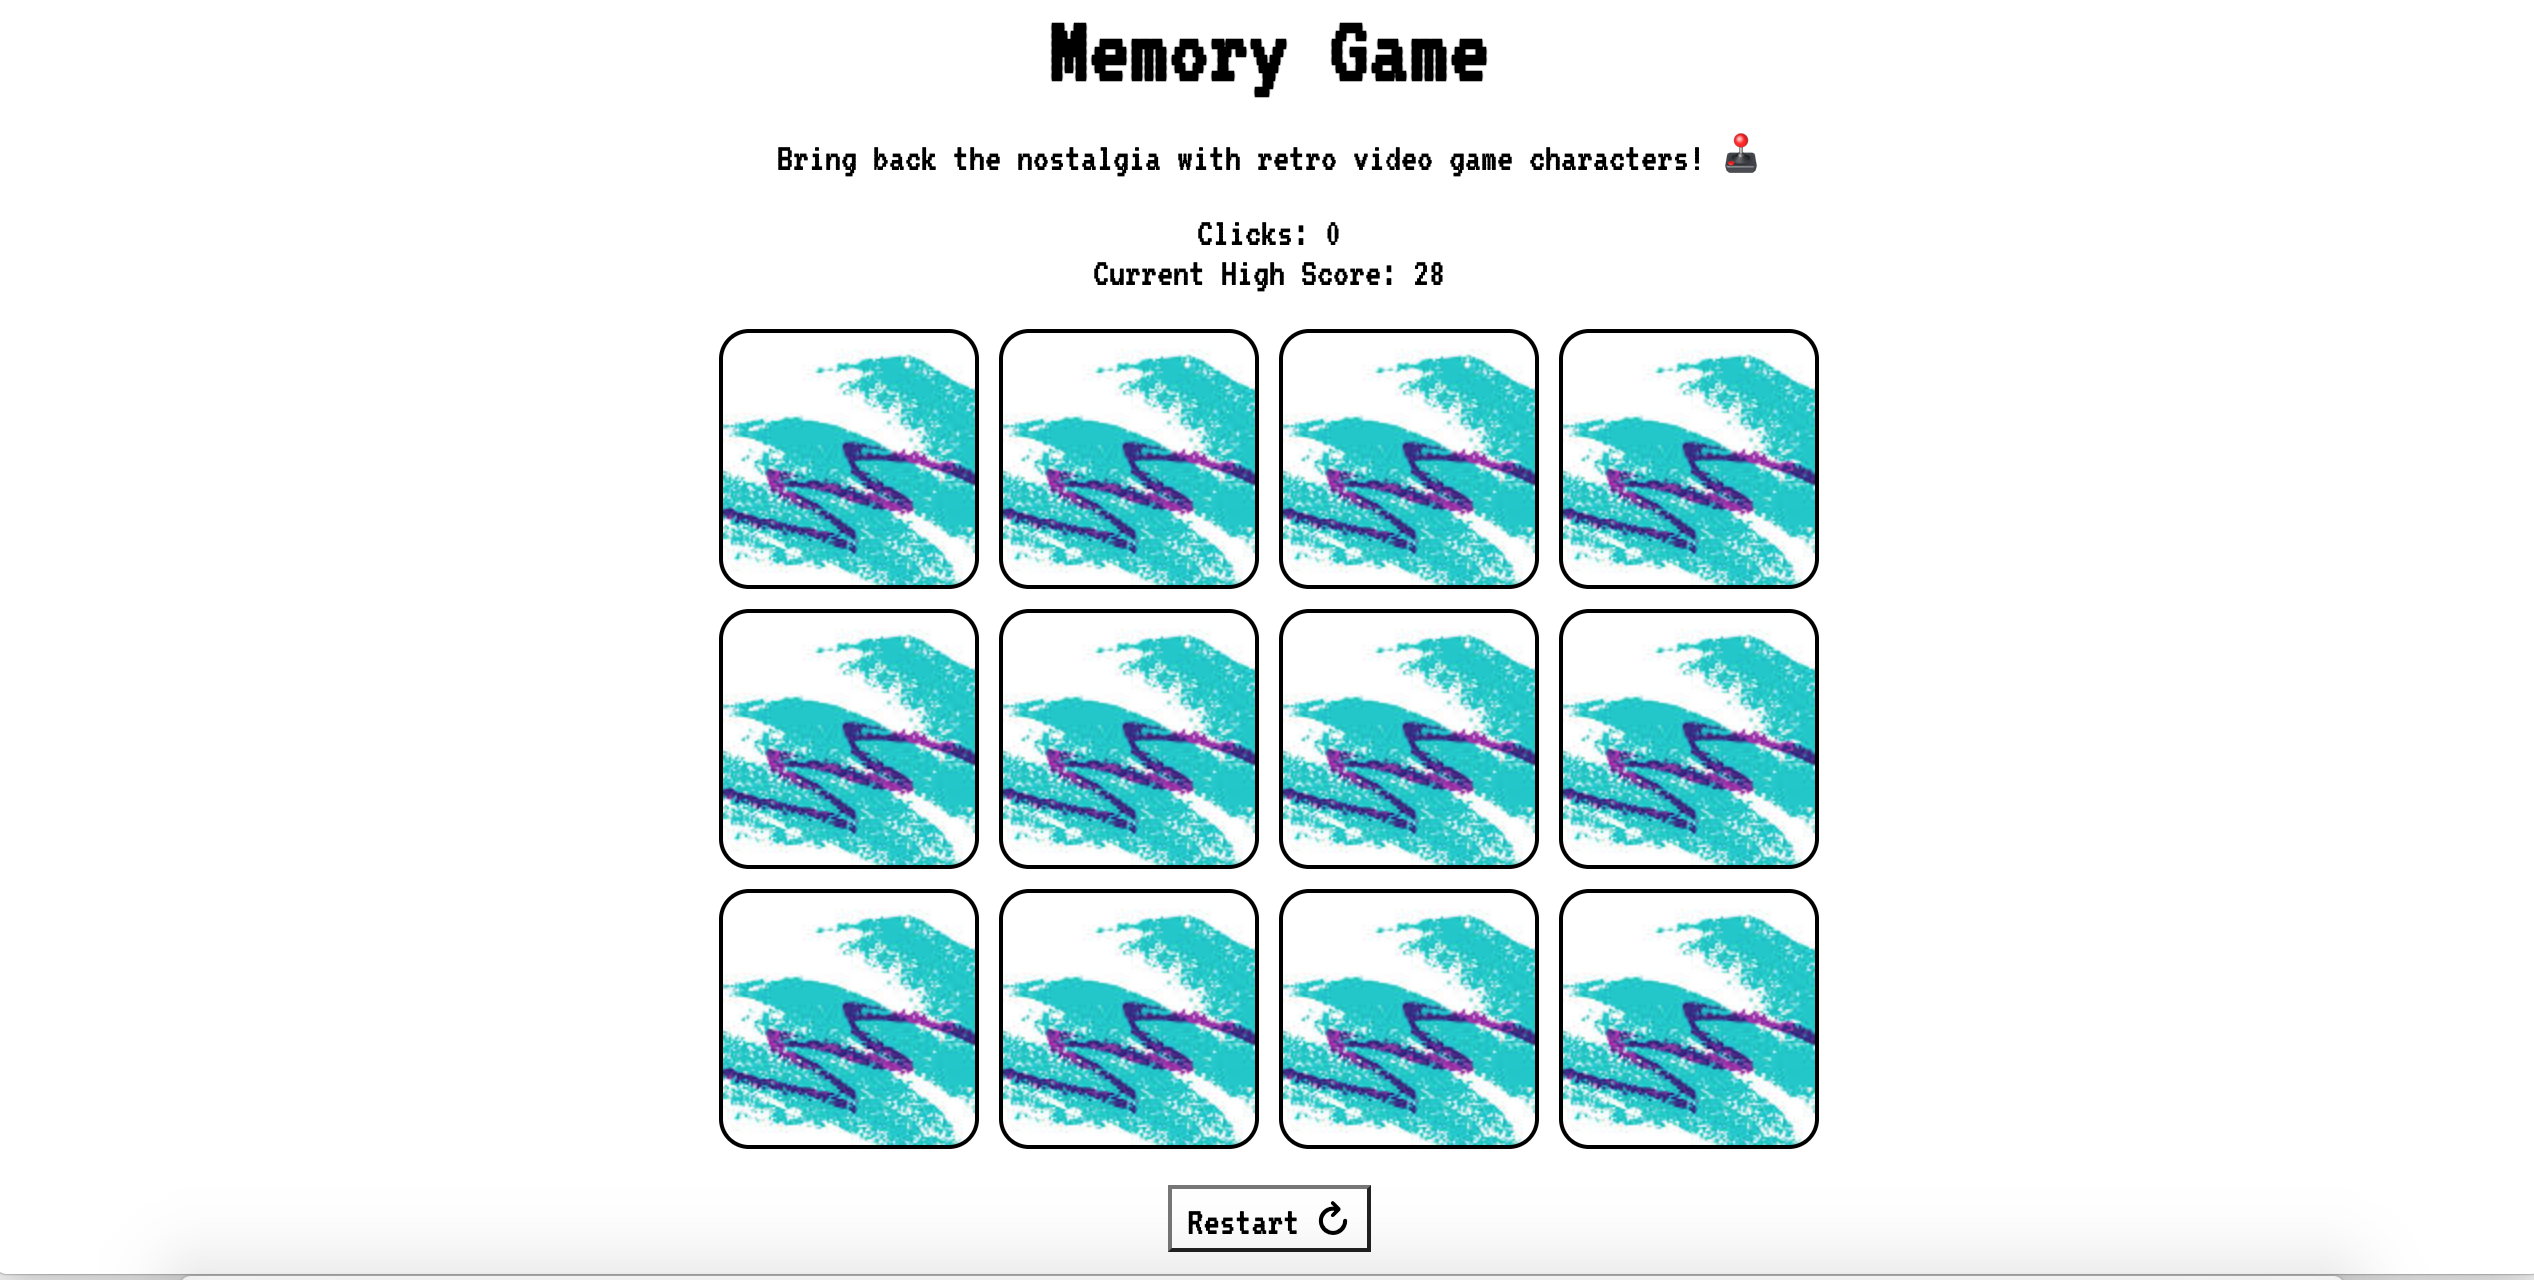 Memory Game
Bring back the nostalgia with retro video game characters! 🕹️
Clicks: 0
Current High Score: 28
Restart ↻